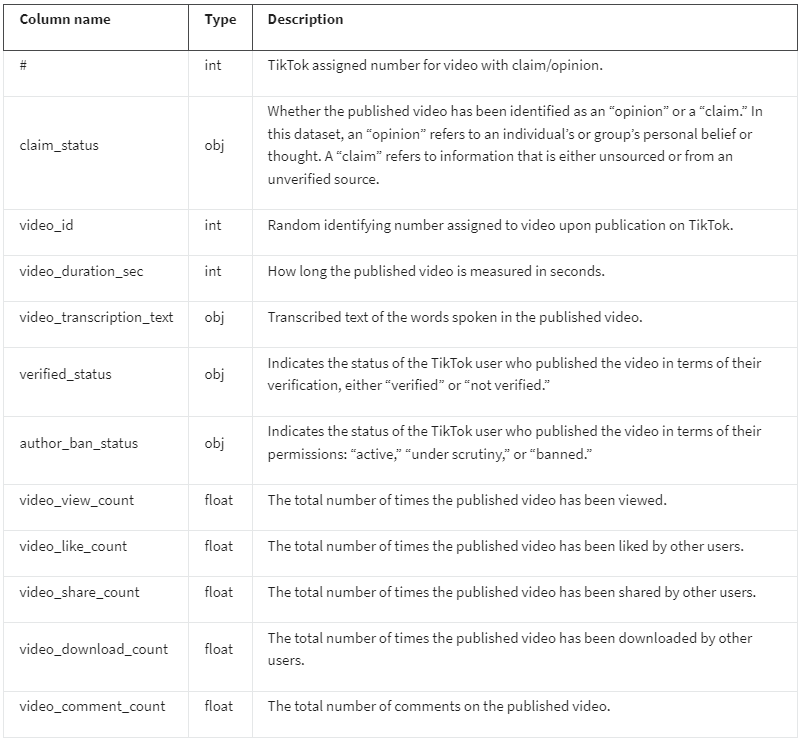 Column name Type Description
# int TikTok assigned number for video with claim/opinion.
Whether the published video has been identified as an “opinion” or a “claim.” In
this dataset, an “opinion” refers to an individual’s or group’s personal belief or
claim_status obj
thought. A “claim” refers to information that is either unsourced or from an
unverified source.
video_id int Random identifying number assigned to video upon publication on TikTok.
video_duration_sec int How long the published video is measured in seconds.
video_transcription_text obj Transcribed text of the words spoken in the published video.
Indicates the status of the TikTok user who published the video in terms of their
verified_status obj
verification, either “verified” or “not verified.”
Indicates the status of the TikTok user who published the video in terms of their
author_ban_status obj
permissions: “active,” “under scrutiny,” or “banned.”
video_view_count float The total number of times the published video has been viewed.
video_like_count float The total number of times the published video has been liked by other users.
video_share_count float The total number of times the published video has been shared by other users.
The total number of times the published video has been downloaded by other
video_download_count float
users.
video_comment_count float The total number of comments on the published video.